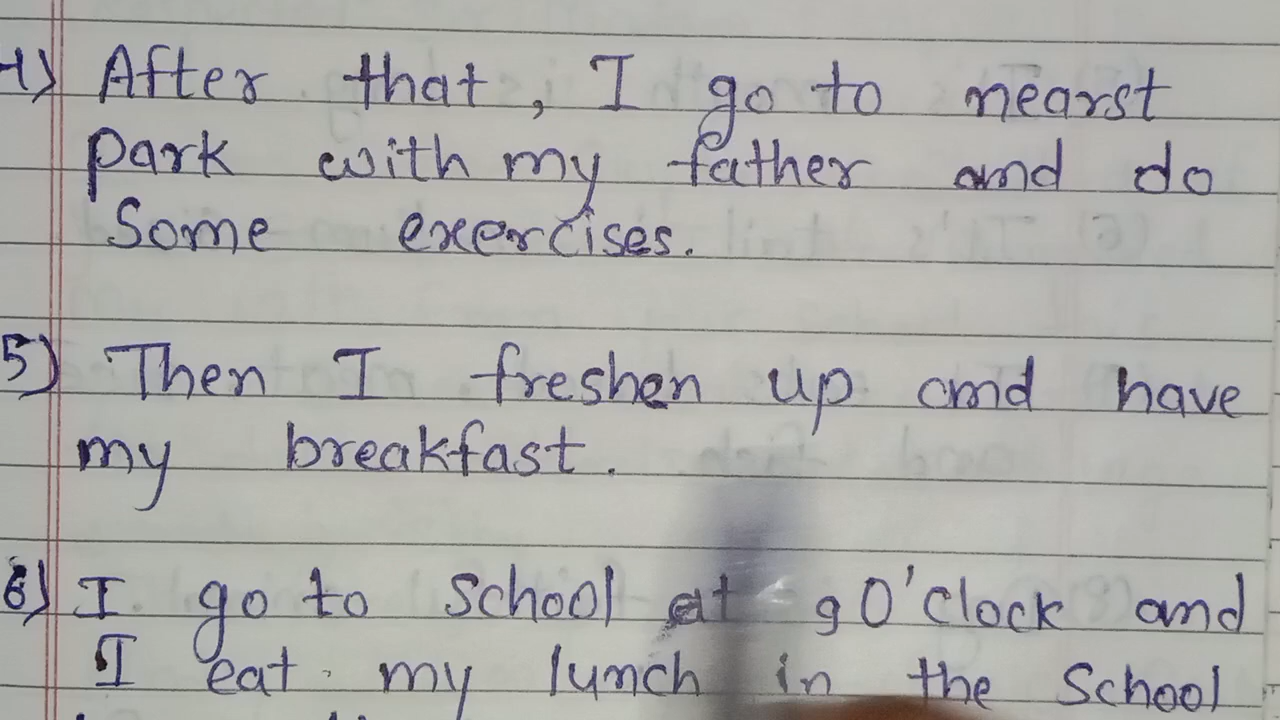 4) After that, I go to nearst
park with my father and do
Some exercises.
5) Then I freshen up and have
my breakfast.
6) I go to school at 9 O'clock and
I eat my lunch in the School